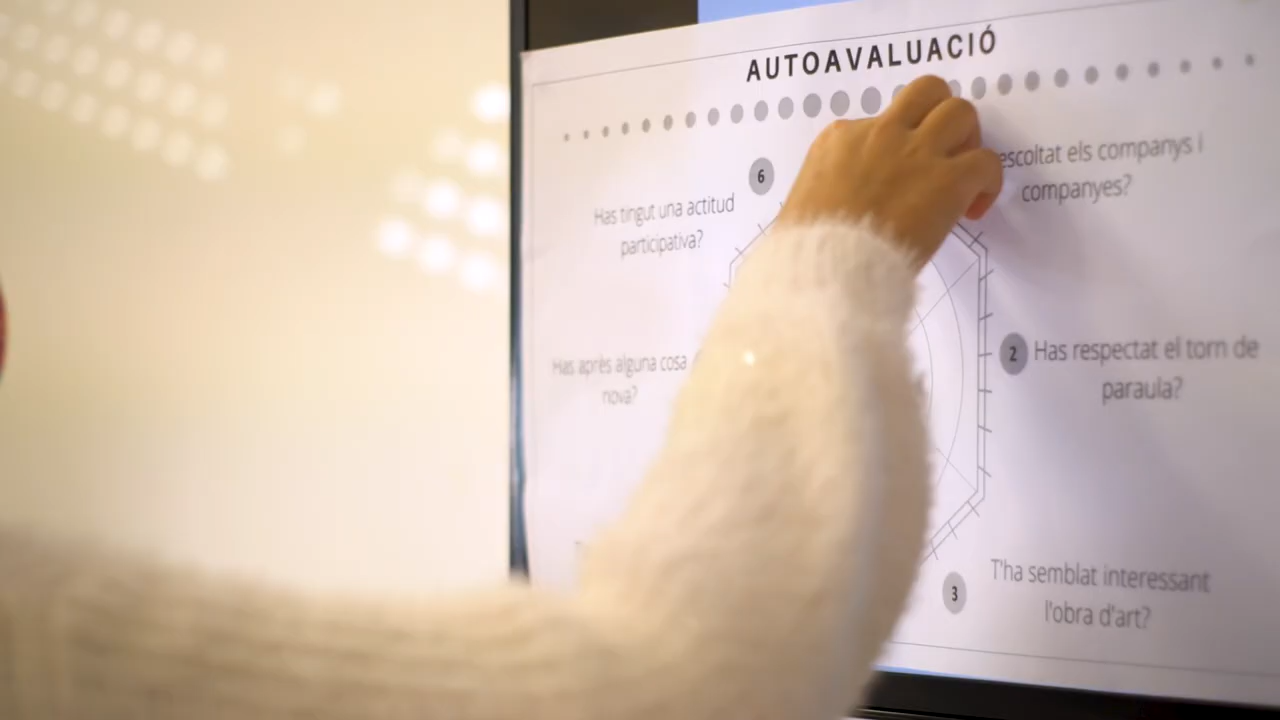 AUTOAVALUACIÓ
6
Has tingut una actitud
participativa?
escoltat els companys i
companyes?
Has après alguna cosa
nova?
2 Has respectat el torn de
paraula?
3
T'ha semblat interessant
l'obra d'art?